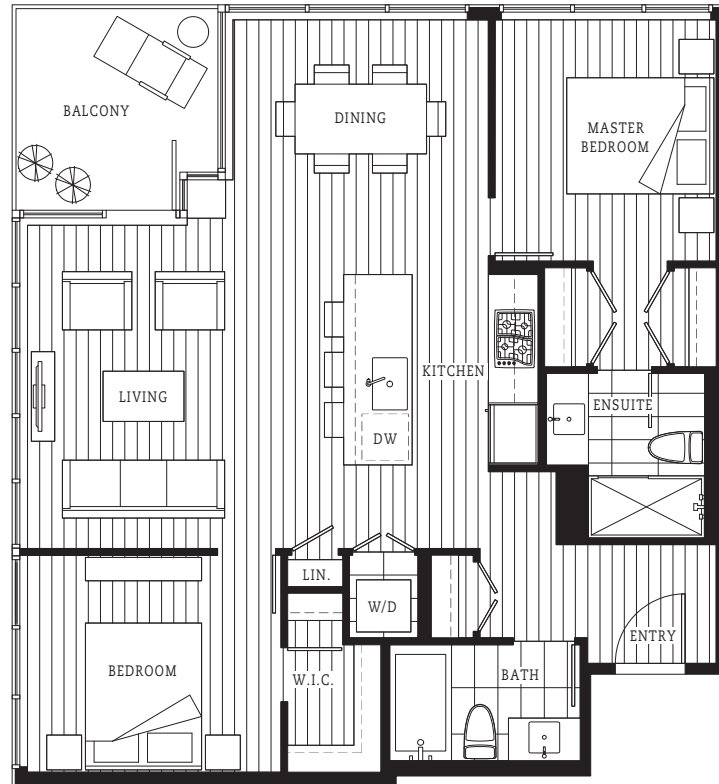 BALCONY
DINING
MASTER
BEDROOM
KITCHEN
LIVING
ENSUITE
DW
LIN.
W/D
ENTRY
BEDROOM
W.I.C.
BATH